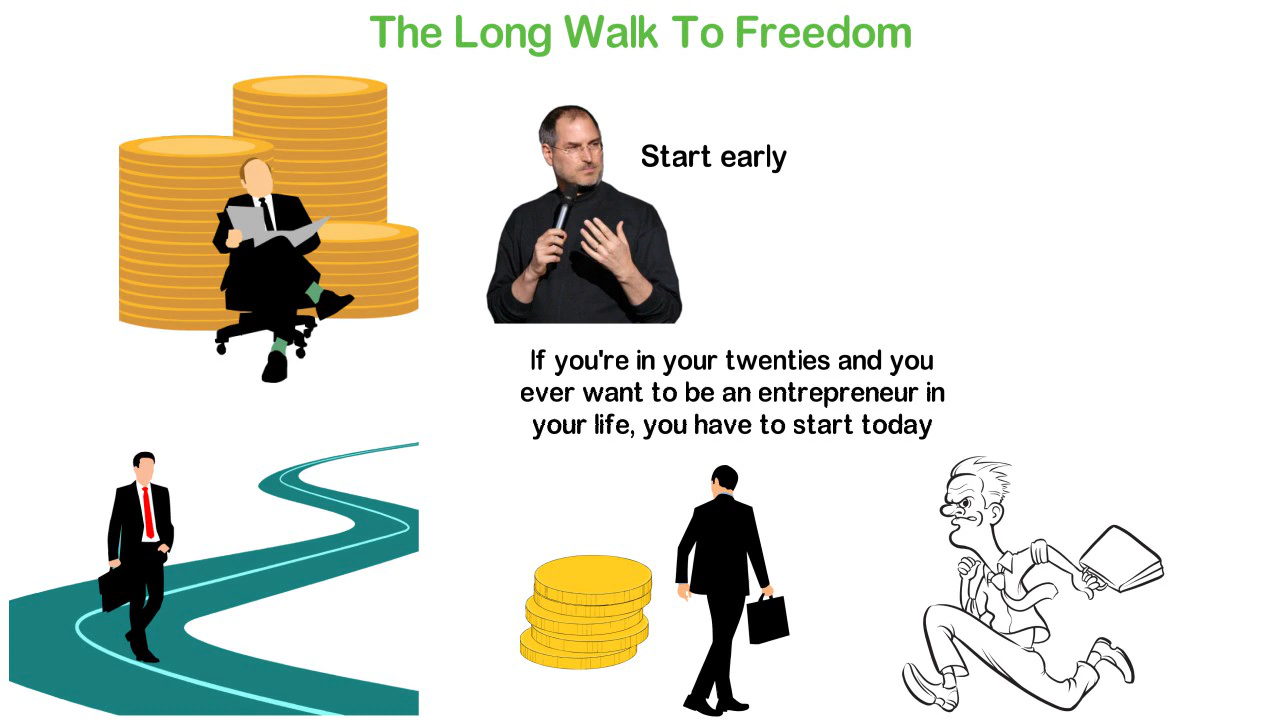 The Long Walk To Freedom
Start early
If you're in your twenties and you
ever want to be an entrepreneur in
your life, you have to start today